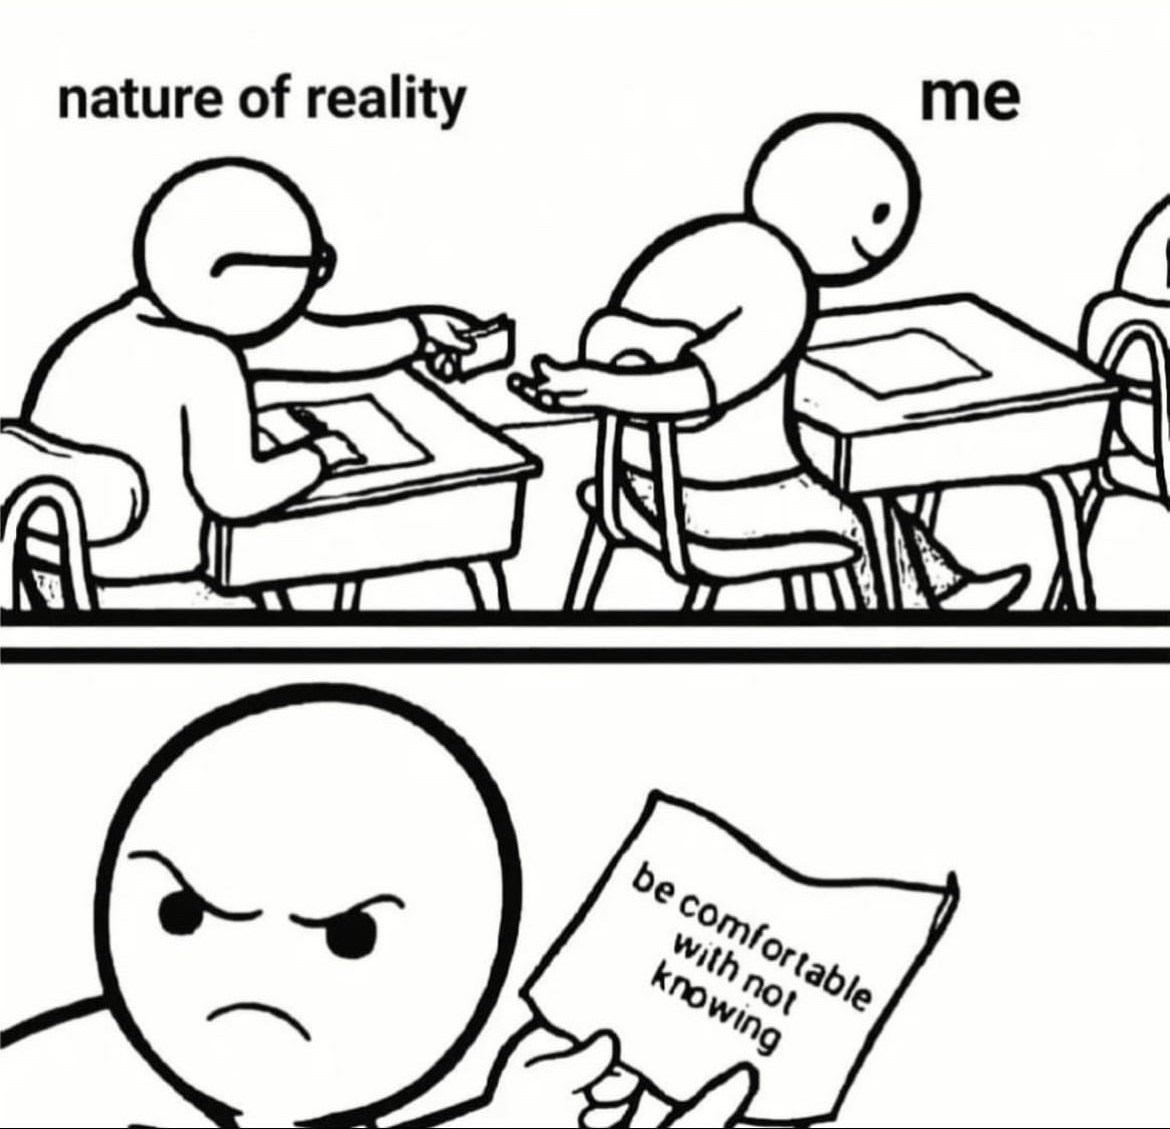 nature of reality
me
be comfortable
with not
knowing